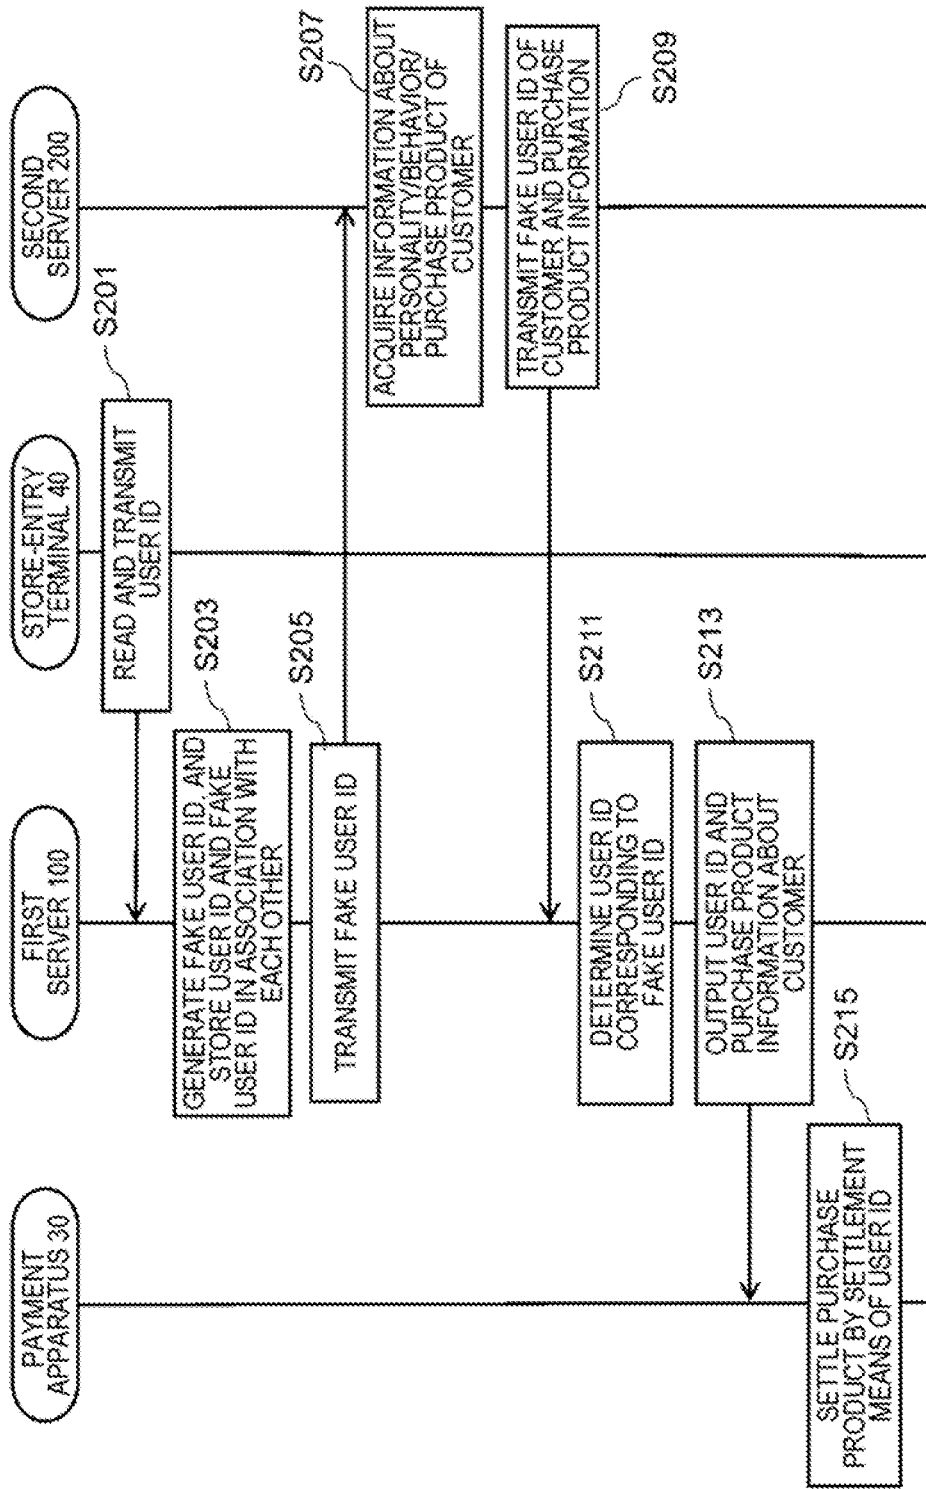 PAYMENT
APPARATUS 30
FIRST
SERVER 100
STORE-ENTRY
TERMINAL 40
SECOND
SERVER 200
S201
READ AND TRANSMIT
USER ID
S203
GENERATE FAKE USER ID, AND
STORE USER ID AND FAKE
USER ID IN ASSOCIATION WITH
EACH OTHER
S205
TRANSMIT FAKE USER ID
S207
ACQUIRE INFORMATION ABOUT
PERSONALITY/BEHAVIOR/
PURCHASE PRODUCT OF
CUSTOMER
S209
TRANSMIT FAKE USER ID OF
CUSTOMER AND PURCHASE
PRODUCT INFORMATION
S211
DETERMINE USER ID
CORRESPONDING TO
FAKE USER ID
S213
OUTPUT USER ID AND
PURCHASE PRODUCT
INFORMATION ABOUT
CUSTOMER
S215
SETTLE PURCHASE
PRODUCT BY SETTLEMENT
MEANS OF USER ID